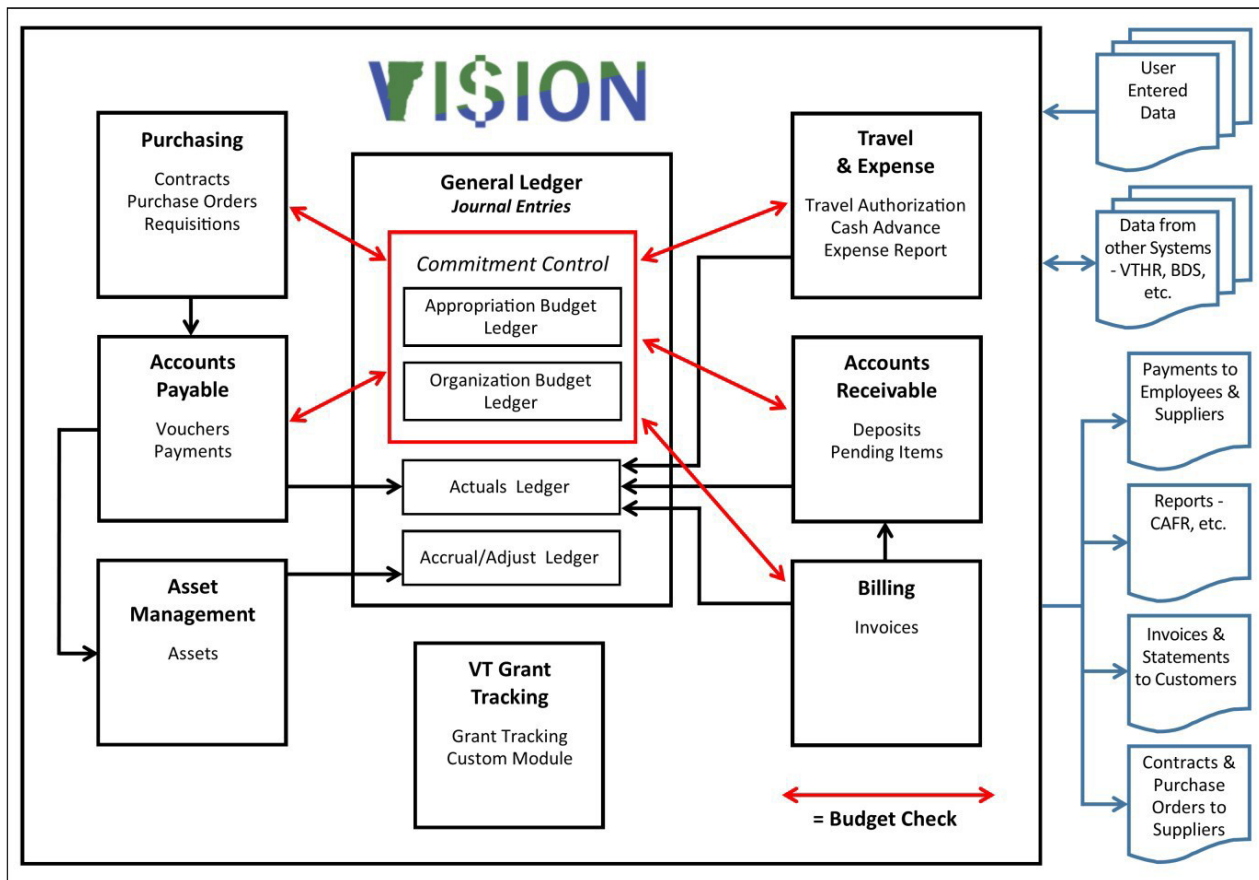 VI$ION
Purchasing
Contracts
Purchase Orders
Requisitions
Accounts
Payable
Vouchers
Payments
Asset
Management
Assets
General Ledger
Journal Entries
Commitment Control
Appropriation Budget
Ledger
Organization Budget
Ledger
Actuals Ledger
Accrual/Adjust Ledger
VT Grant
Tracking
Grant Tracking
Custom Module
Travel
& Expense
Travel Authorization
Cash Advance
Expense Report
Accounts
Receivable
Deposits
Pending Items
Billing
Invoices
= Budget Check
User
Entered
Data
Data from
other Systems
- VTHR, BDS,
etc.
Payments to
Employees &
Suppliers
Reports -
CAFR, etc.
Invoices &
Statements
to Customers
Contracts &
Purchase
Orders to
Suppliers